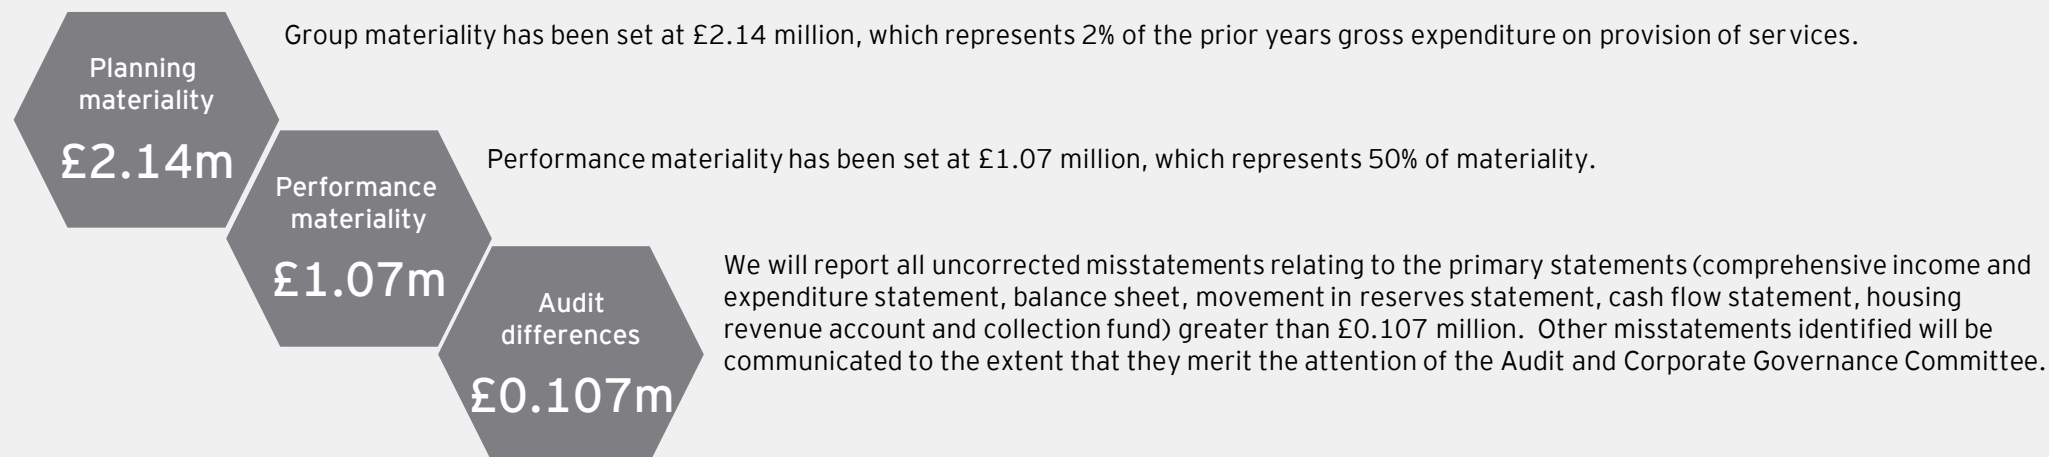 Planning
materiality
£2.14m
Group materiality has been set at £2.14 million, which represents 2% of the prior years gross expenditure on provision of services.
Performance
materiality
£1.07m
Performance materiality has been set at £1.07 million, which represents 50% of materiality.
Audit
differences
£0.107m
We will report all uncorrected misstatements relating to the primary statements (comprehensive income and
expenditure statement, balance sheet, movement in reserves statement, cash flow statement, housing
revenue account and collection fund) greater than £0.107 million.  Other misstatements identified will be
communicated to the extent that they merit the attention of the Audit and Corporate Governance Committee.